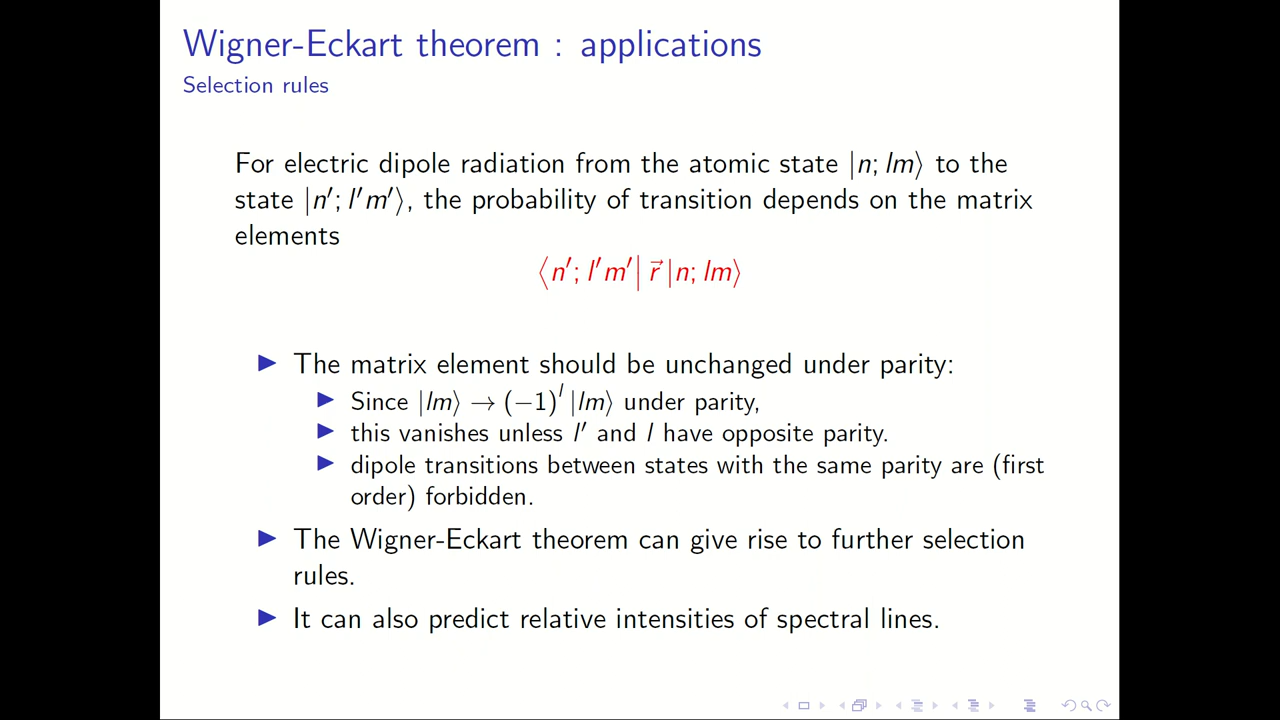 Wigner-Eckart theorem : applications
Selection rules
For electric dipole radiation from the atomic state |n; lm⟩ to the
state |n′; l′m′⟩, the probability of transition depends on the matrix
elements
⟨n′; l′m′| r⃗ |n; lm⟩
▶ The matrix element should be unchanged under parity:
▶ Since |lm⟩ → (−1)^l |lm⟩ under parity,
▶ this vanishes unless l′ and l have opposite parity.
▶ dipole transitions between states with the same parity are (first
order) forbidden.
▶ The Wigner-Eckart theorem can give rise to further selection
rules.
▶ It can also predict relative intensities of spectral lines.